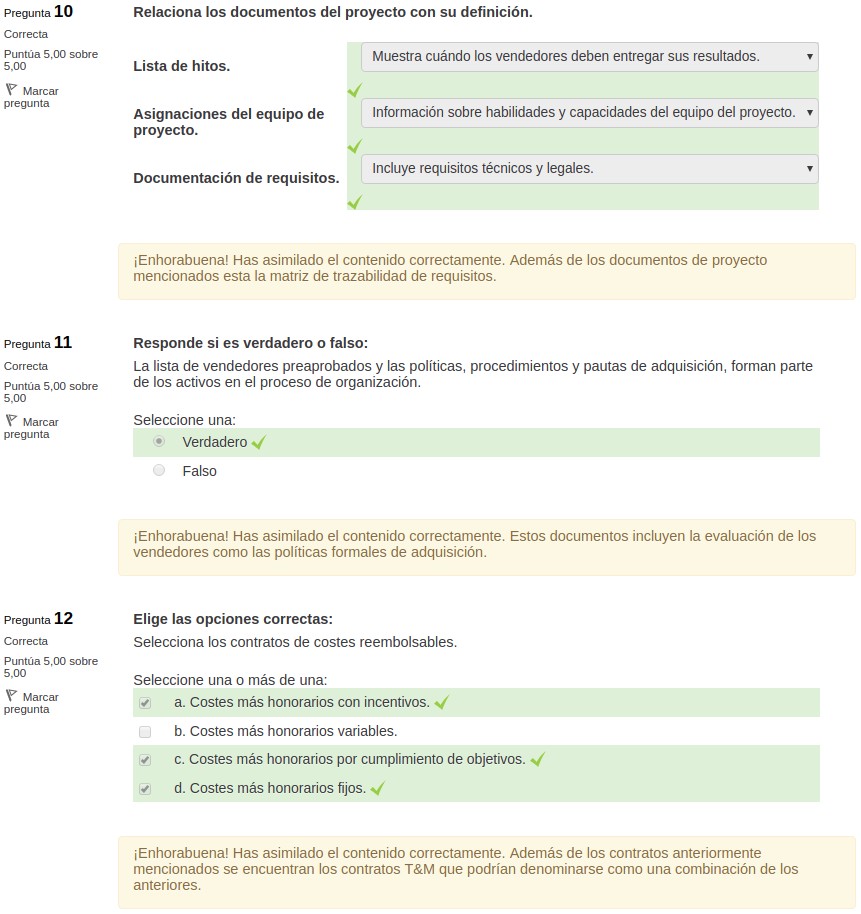 Pregunta 10
Correcta
Puntúa 5,00 sobre
5,00
Marcar
pregunta
Relaciona los documentos del proyecto con su definición.
Lista de hitos.
Muestra cuándo los vendedores deben entregar sus resultados.
Asignaciones del equipo de
proyecto.
Información sobre habilidades y capacidades del equipo del proyecto.
Documentación de requisitos.
Incluye requisitos técnicos y legales.
¡Enhorabuena! Has asimilado el contenido correctamente. Además de los documentos de proyecto
mencionados esta la matriz de trazabilidad de requisitos.
Pregunta 11
Correcta
Puntúa 5,00 sobre
5,00
Marcar
pregunta
Responde si es verdadero o falso:
La lista de vendedores preaprobados y las políticas, procedimientos y pautas de adquisición, forman parte
de los activos en el proceso de organización.
Seleccione una:
Verdadero
Falso
¡Enhorabuena! Has asimilado el contenido correctamente. Estos documentos incluyen la evaluación de los
vendedores como las políticas formales de adquisición.
Pregunta 12
Correcta
Puntúa 5,00 sobre
5,00
Marcar
pregunta
Elige las opciones correctas:
Selecciona los contratos de costes reembolsables.
Seleccione una o más de una:
a. Costes más honorarios con incentivos.
b. Costes más honorarios variables.
c. Costes más honorarios por cumplimiento de objetivos.
d. Costes más honorarios fijos.
¡Enhorabuena! Has asimilado el contenido correctamente. Además de los contratos anteriormente
mencionados se encuentran los contratos T&M que podrían denominarse como una combinación de los
anteriores.